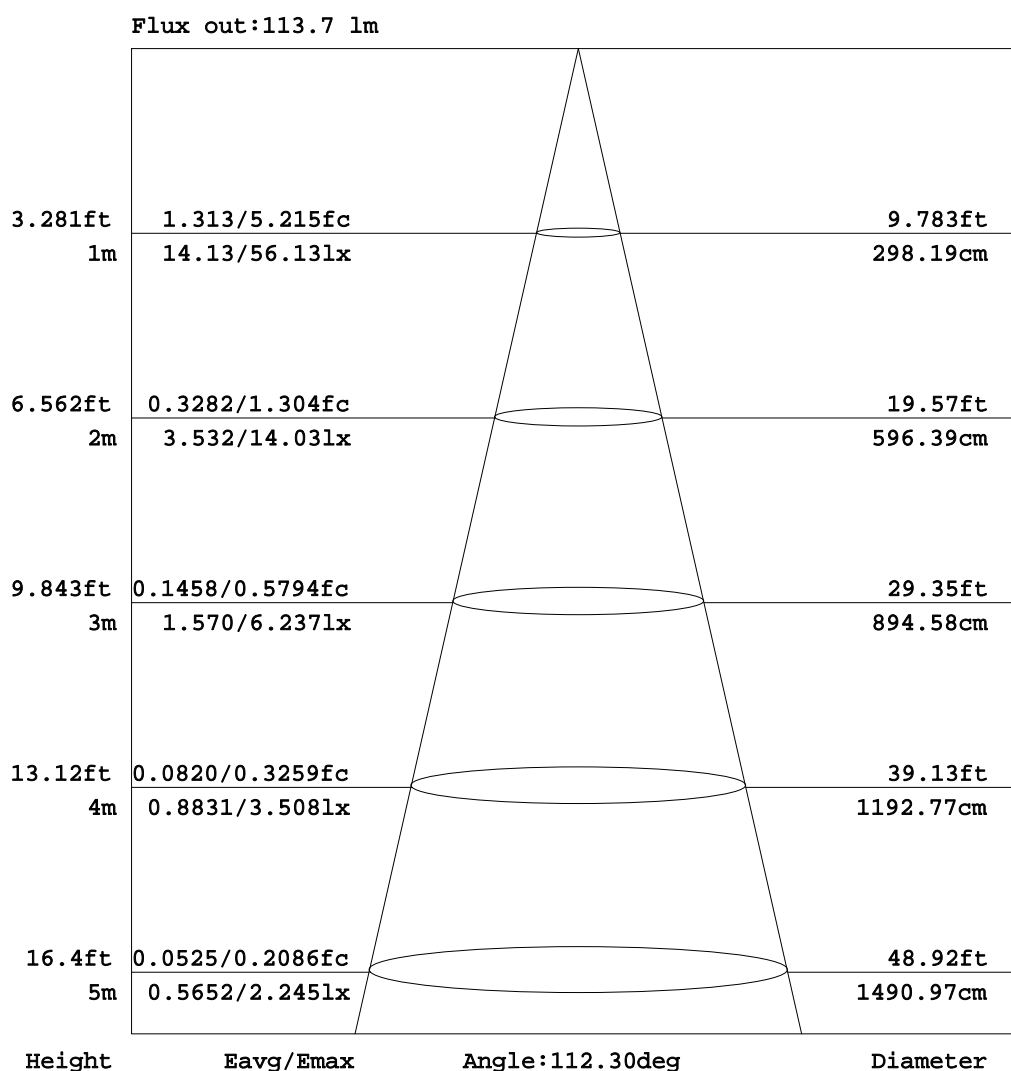 Flux out:113.7 lm
3.281ft 1.313/5.215fc 9.783ft
1m 14.13/56.13lx 298.19cm
6.562ft 0.3282/1.304fc 19.57ft
2m 3.532/14.03lx 596.39cm
9.843ft 0.1458/0.5794fc 29.35ft
3m 1.570/6.237lx 894.58cm
13.12ft 0.0820/0.3259fc 39.13ft
4m 0.8831/3.508lx 1192.77cm
16.4ft 0.0525/0.2086fc 48.92ft
5m 0.5652/2.245lx 1490.97cm
Height Eavg/Emax Angle:112.30deg Diameter